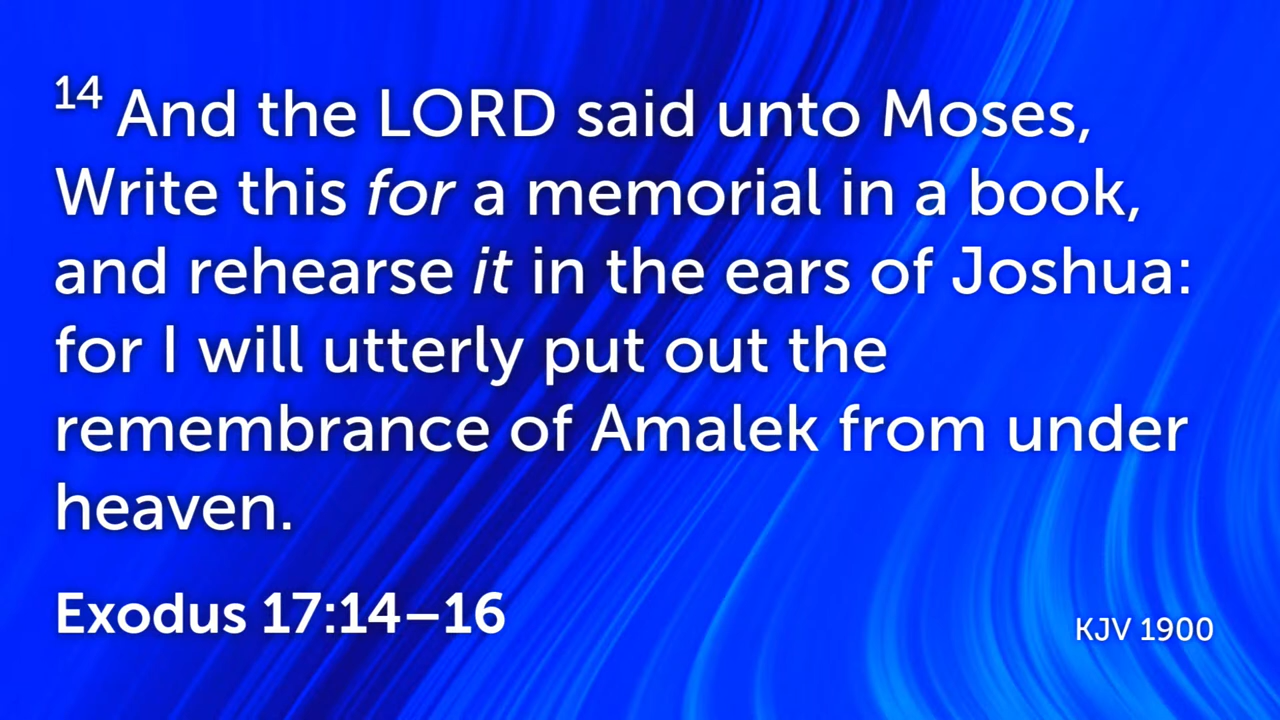 14 And the LORD said unto Moses,
Write this for a memorial in a book,
and rehearse it in the ears of Joshua:
for I will utterly put out the
remembrance of Amalek from under
heaven.
Exodus 17:14–16
KJV 1900